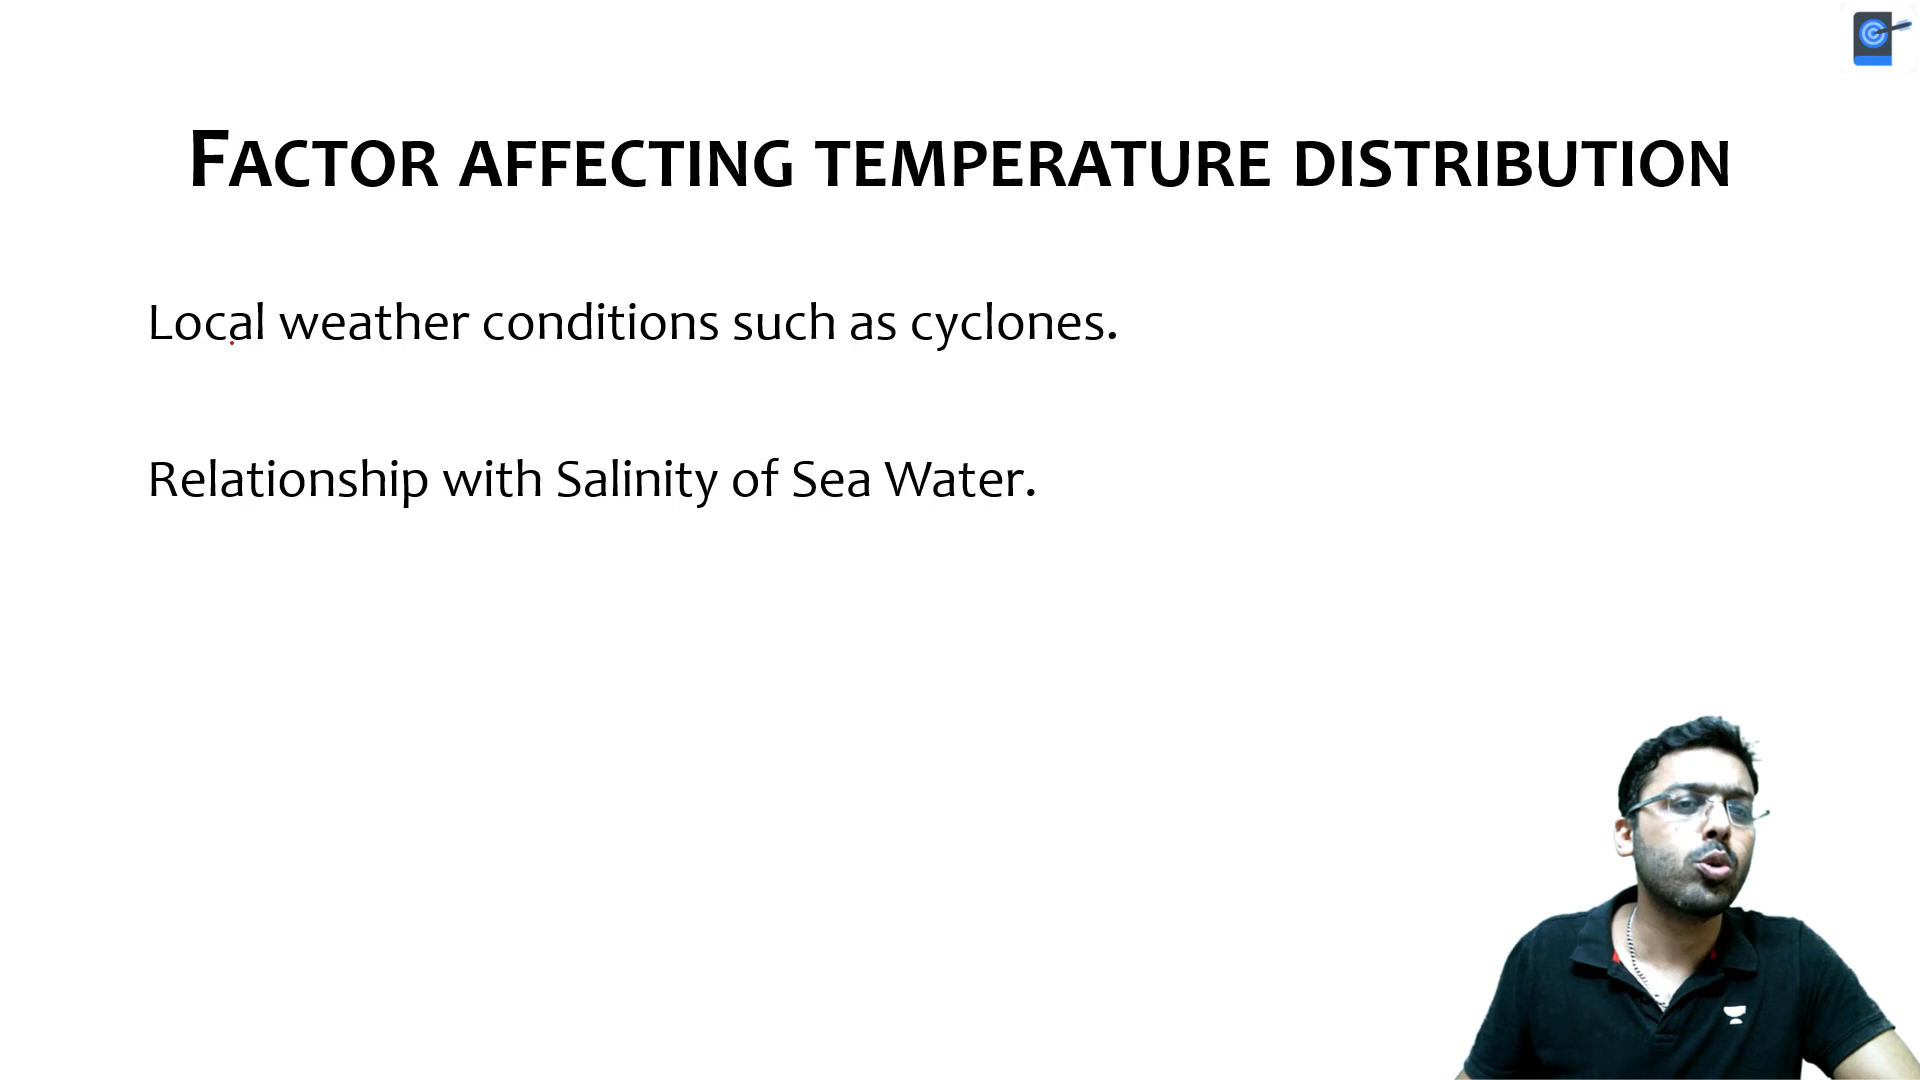 FACTOR AFFECTING TEMPERATURE DISTRIBUTION
Local weather conditions such as cyclones.
Relationship with Salinity of Sea Water.